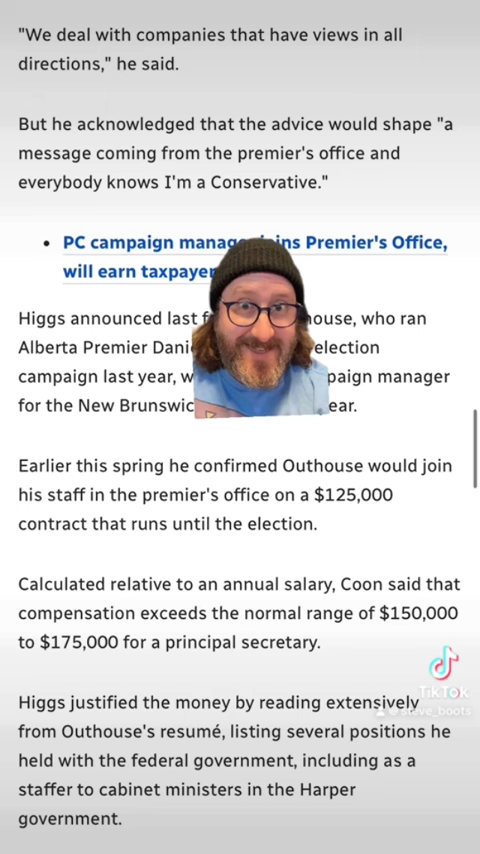 "We deal with companies that have views in all
directions," he said.
But he acknowledged that the advice would shape "a
message coming from the premier's office and
everybody knows I'm a Conservative."
• PC campaign manag ins Premier's Office,
will earn taxpayer
Higgs announced last f house, who ran
Alberta Premier Dani election
campaign last year, w paign manager
for the New Brunswic ear.
Earlier this spring he confirmed Outhouse would join
his staff in the premier's office on a $125,000
contract that runs until the election.
Calculated relative to an annual salary, Coon said that
compensation exceeds the normal range of $150,000
to $175,000 for a principal secretary.
TikTok
@steve_boots
Higgs justified the money by reading extensively
from Outhouse's resumé, listing several positions he
held with the federal government, including as a
staffer to cabinet ministers in the Harper
government.